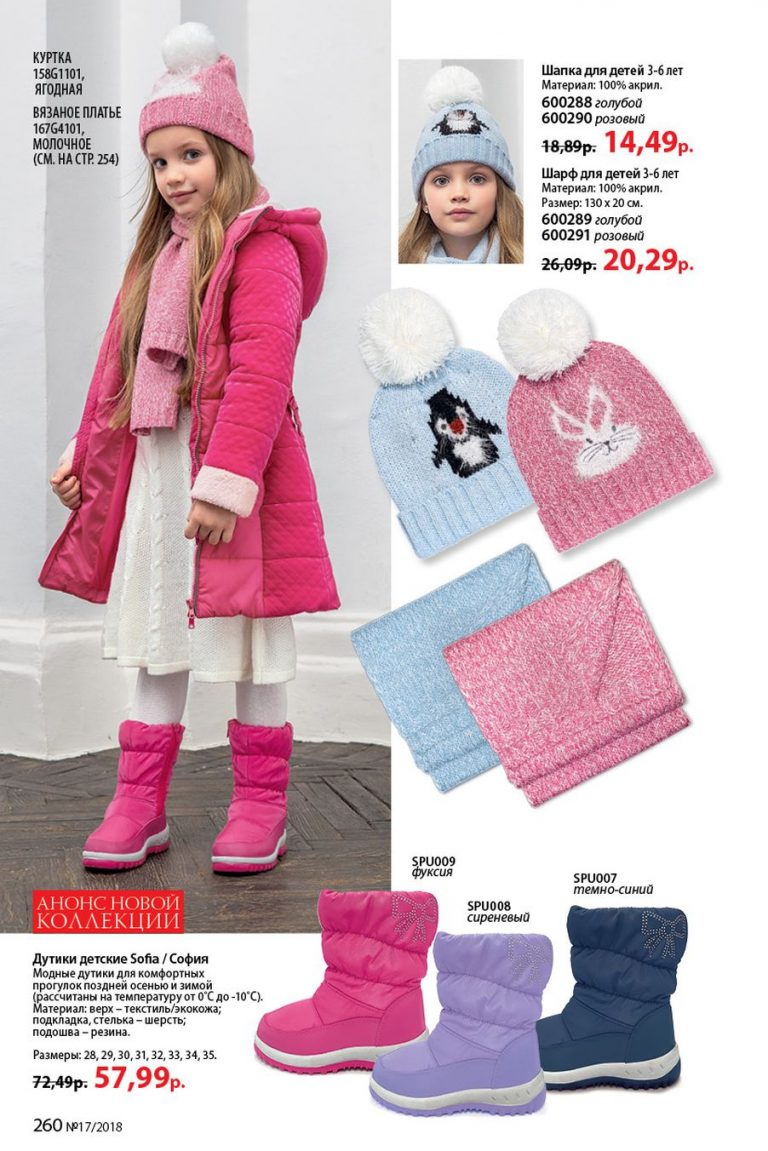 КУРТКА
158G1101,
ЯГОДНАЯ
ВЯЗАНОЕ ПЛАТЬЕ
167G4101,
МОЛОЧНОЕ
(СМ. НА СТР. 254)
Шапка для детей 3-6 лет
Материал: 100% акрил.
600288 голубой
600290 розовый
18,89р. 14,49р.
Шарф для детей 3-6 лет
Материал: 100% акрил.
Размер: 130 х 20 см.
600289 голубой
600291 розовый
26,09р. 20,29р.
SPU009
фуксия
SPU008
сиреневый
SPU007
темно-синий
АНОНС НОВОЙ
КОЛЛЕКЦИИ
Дутики детские Sofia / София
Модные дутики для комфортных
прогулок поздней осенью и зимой
(рассчитаны на температуру от 0˚С до -10˚С).
Материал: верх – текстиль/экокожа;
подкладка, стелька – шерсть;
подошва – резина.
Размеры: 28, 29, 30, 31, 32, 33, 34, 35.
72,49р. 57,99р.
260 №17/2018